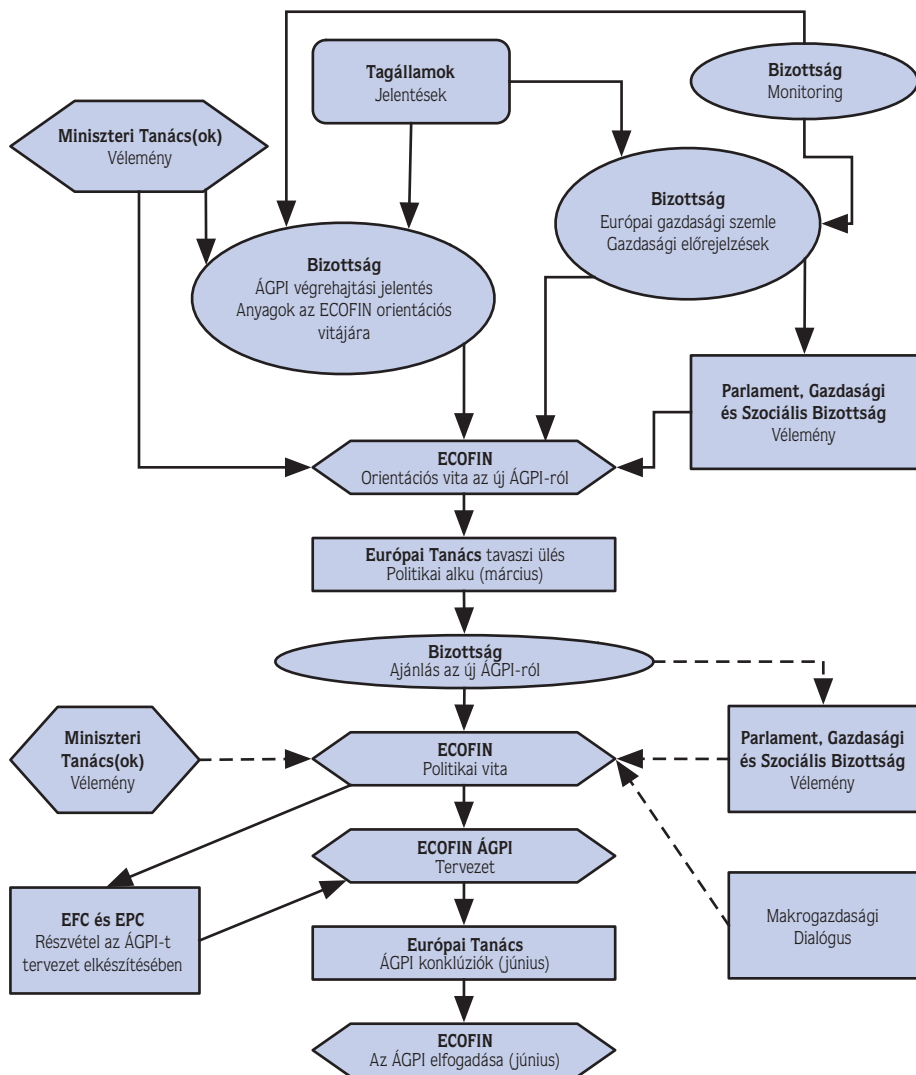 Tagállamok
Jelentések
Bizottság
Monitoring
Miniszteri Tanács(ok)
Vélemény
Bizottság
Európai gazdasági szemle
Gazdasági előrejelzések
Bizottság
ÁGPI végrehajtási jelentés
Anyagok az ECOFIN orientációs
vitájára
Parlament, Gazdasági
és Szociális Bizottság
Vélemény
ECOFIN
Orientációs vita az új ÁGPI-ról
Európai Tanács tavaszi ülés
Politikai alku (március)
Bizottság
Ajánlás az új ÁGPI-ról
Miniszteri
Tanács(ok)
Vélemény
ECOFIN
Politikai vita
Parlament, Gazdasági
és Szociális Bizottság
Vélemény
ECOFIN ÁGPI
Tervezet
EFC és EPC
Részvétel az ÁGPI-t
tervezet elkészítésében
Makrogazdasági
Dialógus
Európai Tanács
ÁGPI konklúziók (június)
ECOFIN
Az ÁGPI elfogadása (június)